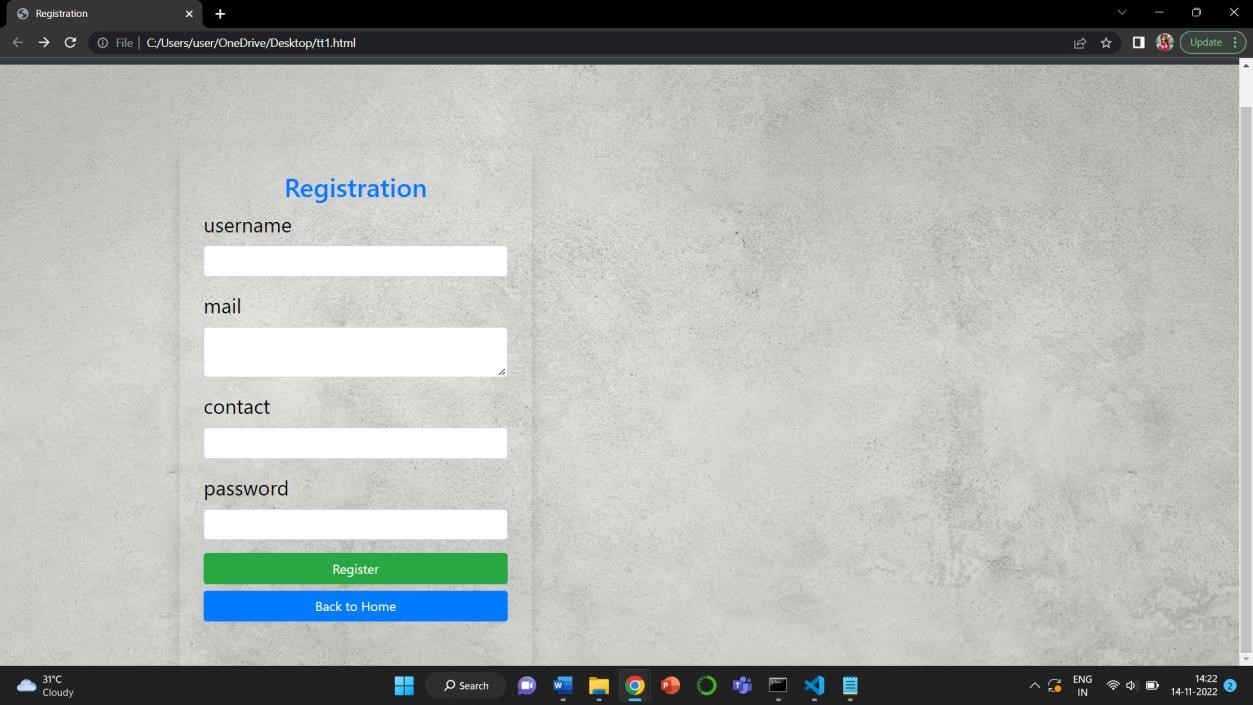 Registration
File | C:/Users/user/OneDrive/Desktop/tt1.html
Update
Registration
username
mail
contact
password
Register
Back to Home
31°C
Cloudy
Search
ENG
IN
14:22
14-11-2022
2